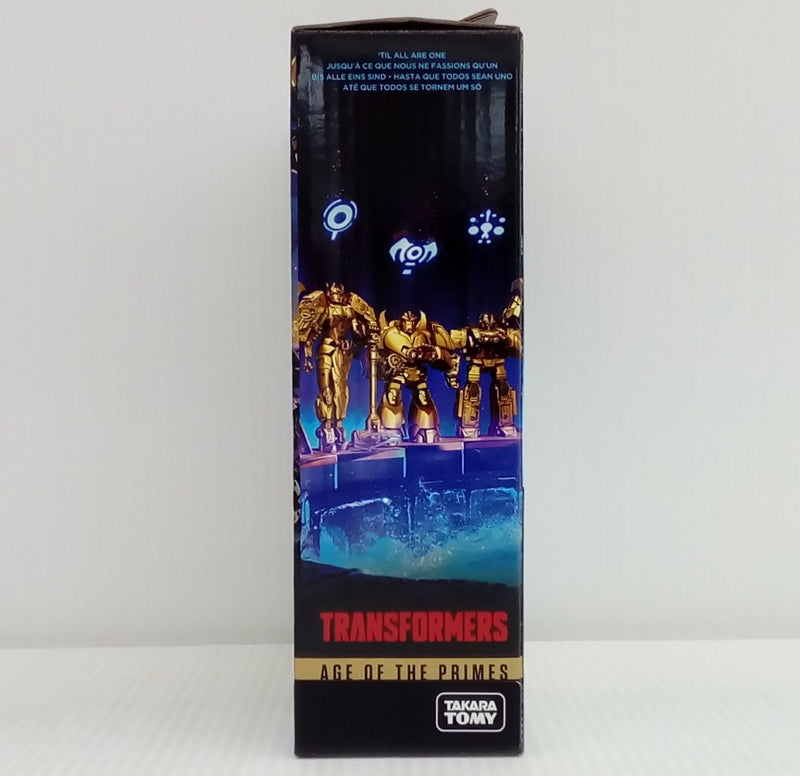 'TIL ALL ARE ONE
JUSQU'À CE QUE NOUS NE FASSIONS QU'UN
BIS ALLE EINS SIND • HASTA QUE TODOS SEAN UNO
ATÉ QUE TODOS SE TORNEM UM SÓ
TRANSFORMERS
AGE OF THE PRIMES
TAKARA
TOMY